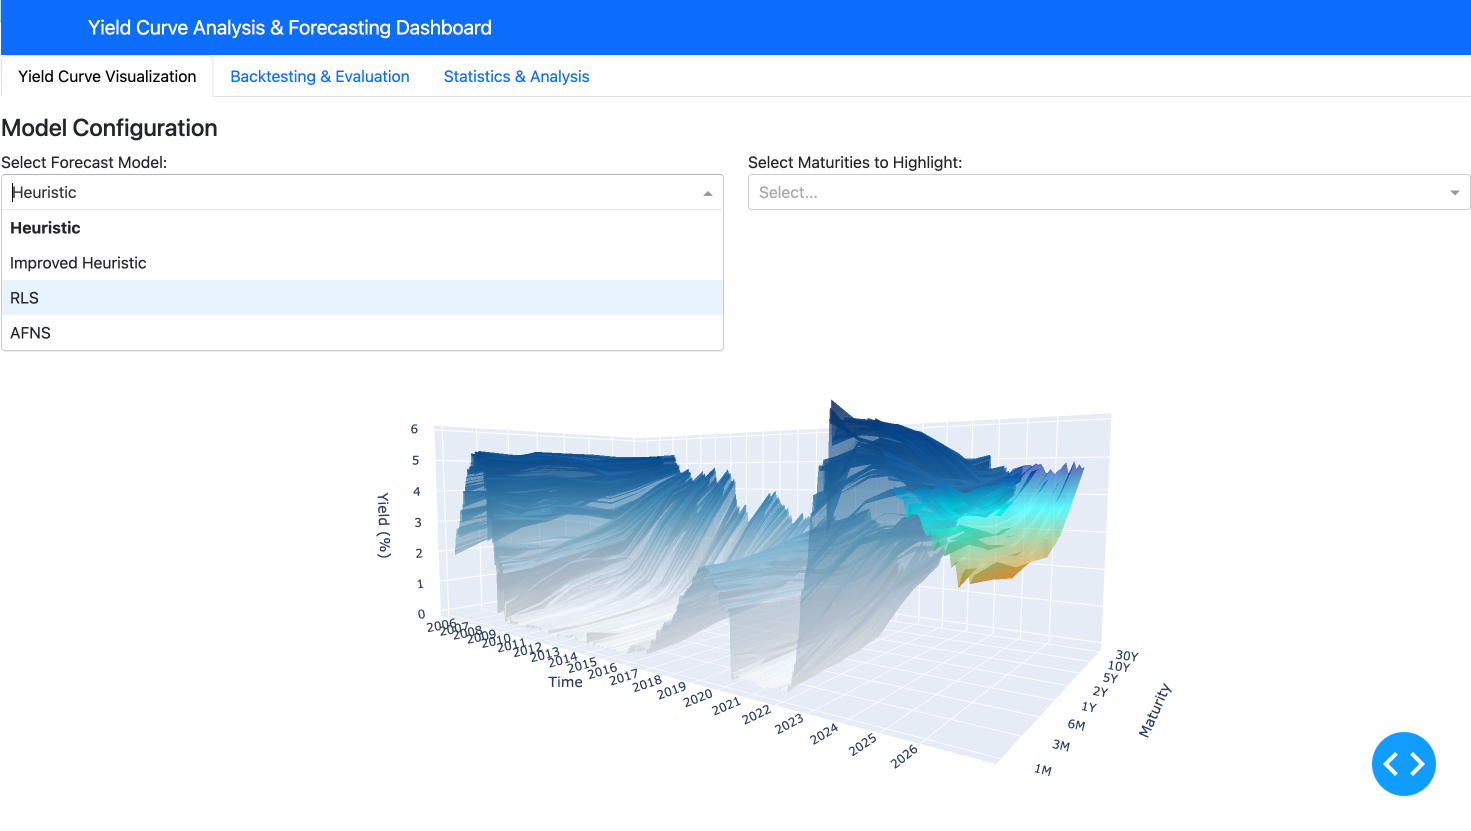 Yield Curve Analysis & Forecasting Dashboard
Yield Curve Visualization
Backtesting & Evaluation
Statistics & Analysis
Model Configuration
Select Forecast Model:
Select Maturities to Highlight:
Heuristic
Select...
Heuristic
Improved Heuristic
RLS
AFNS
6
5
4
3
2
1
0
Yield (%)
2006
2007
2008
2009
2010
2011
2012
2013
2014
2015
2016
2017
2018
2019
2020
2021
2022
2023
2024
2025
2026
Time
30Y
10Y
5Y
2Y
1Y
6M
3M
1M
Maturity